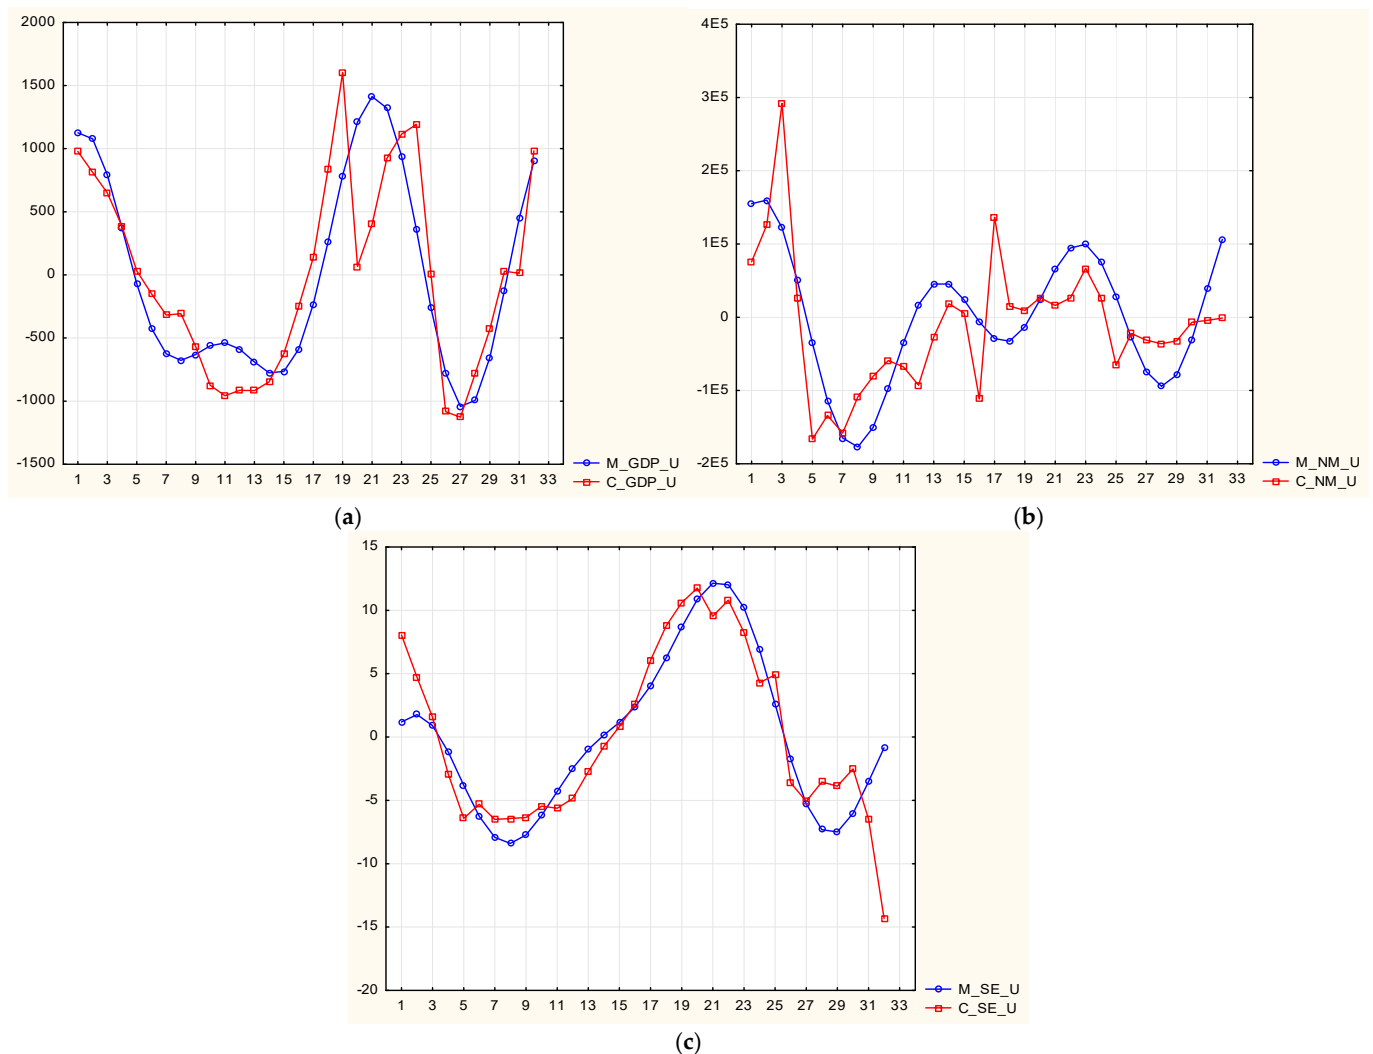 2000
1500
1000
500
0
-500
-1000
-1500
1 3 5 7 9 11 13 15 17 19 21 23 25 27 29 31 33
M_GDP_U
C_GDP_U
(a)
4E5
3E5
2E5
1E5
0
-1E5
-2E5
1 3 5 7 9 11 13 15 17 19 21 23 25 27 29 31 33
M_NM_U
C_NM_U
(b)
15
10
5
0
-5
-10
-15
-20
1 3 5 7 9 11 13 15 17 19 21 23 25 27 29 31 33
M_SE_U
C_SE_U
(c)